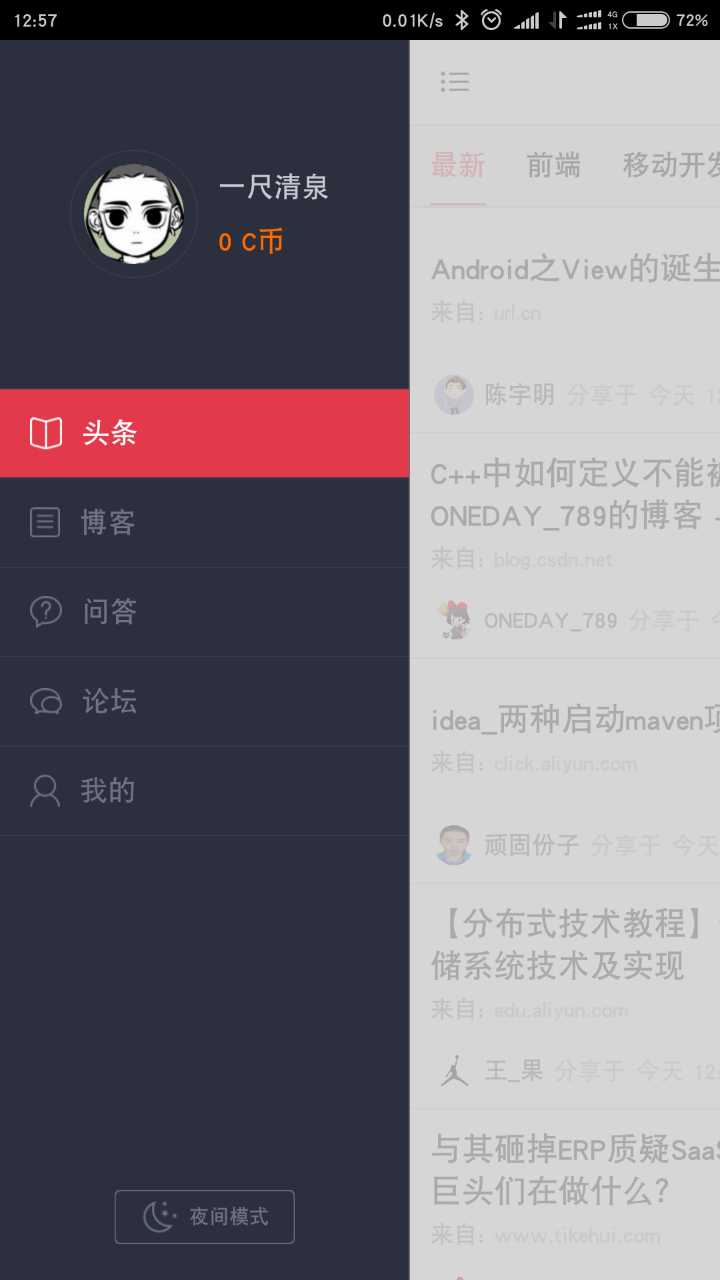 12:57
0.01K/s
4G
1X
72%
一尺清泉
0 C币
头条
博客
问答
论坛
我的
夜间模式
最新 前端 移动开发
Android之View的诞生
来自: url.cn
陈宇明 分享于 今天
C++中如何定义不能被
ONEDAY_789的博客 -
来自: blog.csdn.net
ONEDAY_789 分享于
idea_两种启动maven项
来自: click.aliyun.com
顽固份子 分享于 今天
【分布式技术教程】
储系统技术及实现
来自: edu.aliyun.com
王_果 分享于 今天 12
与其砸掉ERP质疑SaaS
巨头们在做什么?
来自: www.tikehui.com